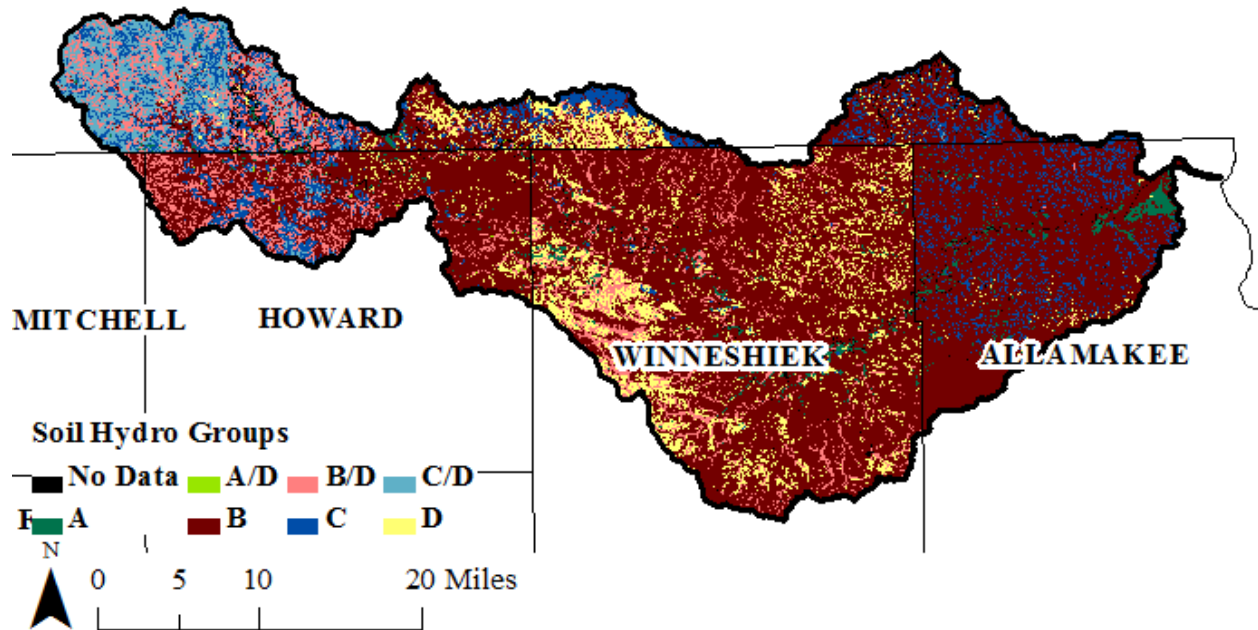 MITCHELL HOWARD
WINNESHIEK ALLAMAKEE
Soil Hydro Groups
No Data A/D B/D C/D
F A B C D
N
0 5 10 20 Miles